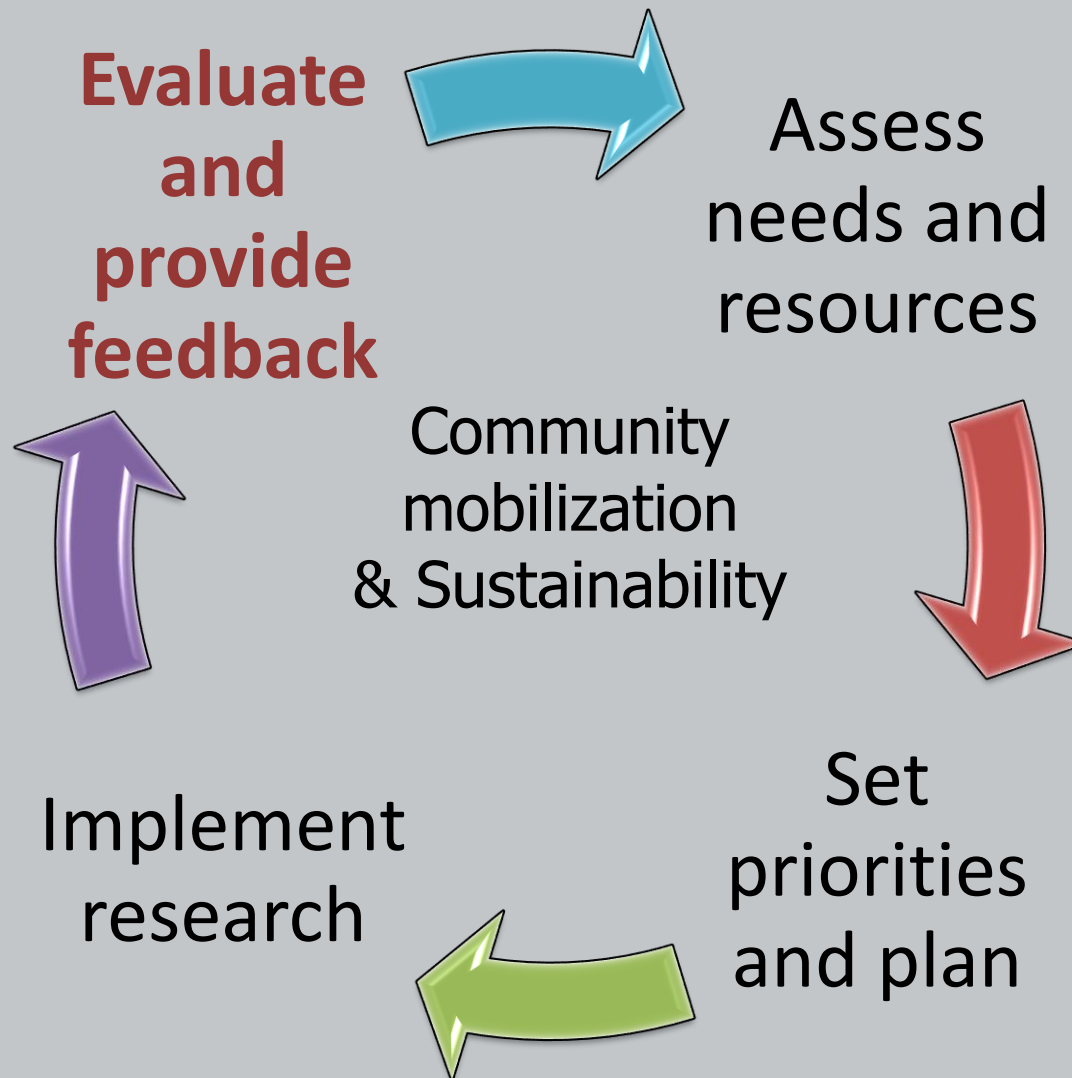 Evaluate
and
provide
feedback
Assess
needs and
resources
Community
mobilization
& Sustainability
Set
priorities
and plan
Implement
research